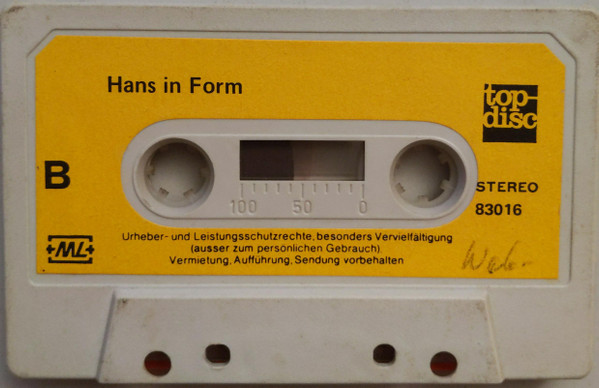 Hans in Form
top-
disc
B
STEREO
83016
100 50 0
+ML+
Urheber- und Leistungsschutzrechte, besonders Vervielfältigung
(ausser zum persönlichen Gebrauch).
Vermietung, Aufführung, Sendung vorbehalten